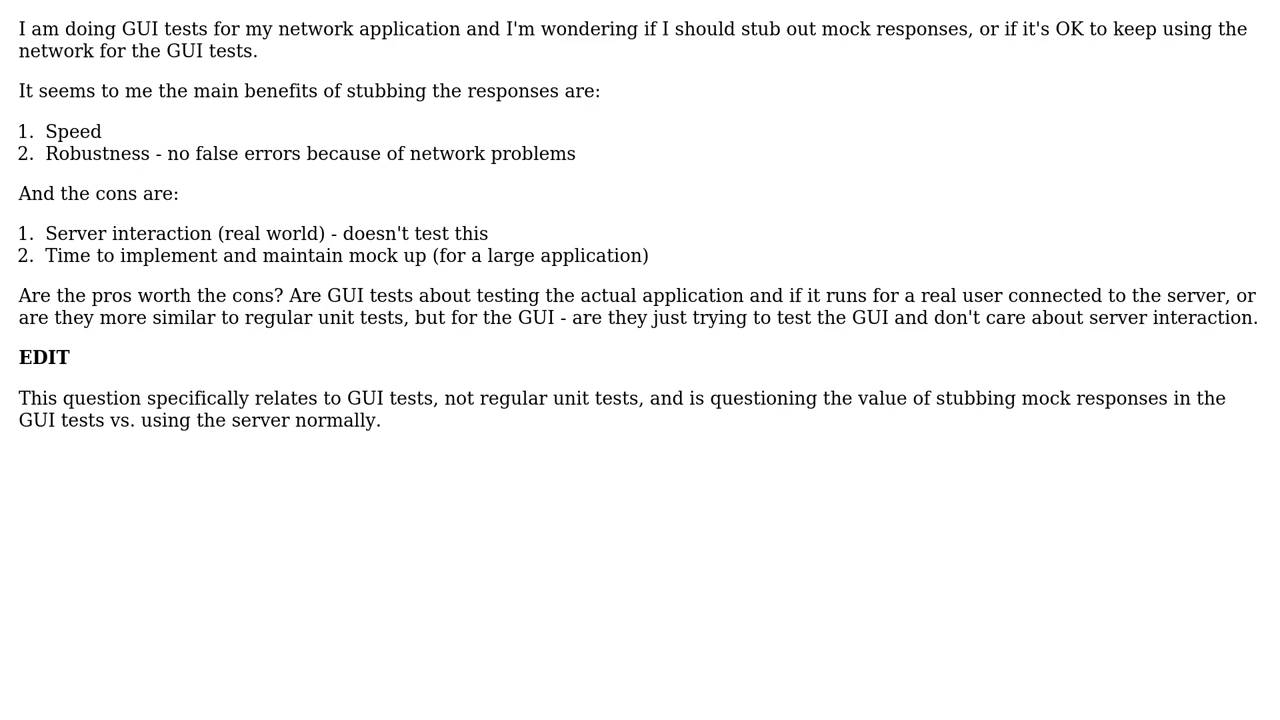 I am doing GUI tests for my network application and I'm wondering if I should stub out mock responses, or if it's OK to keep using the
network for the GUI tests.
It seems to me the main benefits of stubbing the responses are:
1. Speed
2. Robustness - no false errors because of network problems
And the cons are:
1. Server interaction (real world) - doesn't test this
2. Time to implement and maintain mock up (for a large application)
Are the pros worth the cons? Are GUI tests about testing the actual application and if it runs for a real user connected to the server, or
are they more similar to regular unit tests, but for the GUI - are they just trying to test the GUI and don't care about server interaction.
EDIT
This question specifically relates to GUI tests, not regular unit tests, and is questioning the value of stubbing mock responses in the
GUI tests vs. using the server normally.